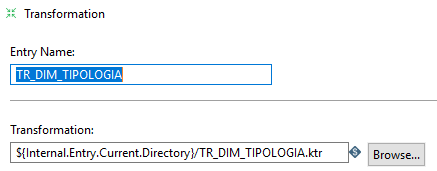 Transformation
Entry Name:
TR_DIM_TIPOLOGIA
Transformation:
${Internal.Entry.Current.Directory}/TR_DIM_TIPOLOGIA.ktr
Browse...